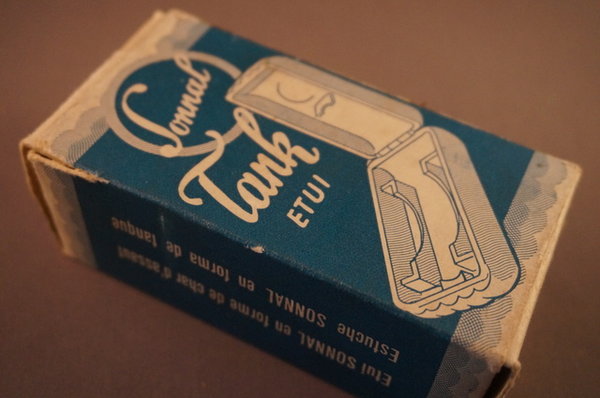 Sonnal
Tank
ETUI
Etui SONNAL en forme de char d'assaut
Estuche SONNAL en forma de tanque